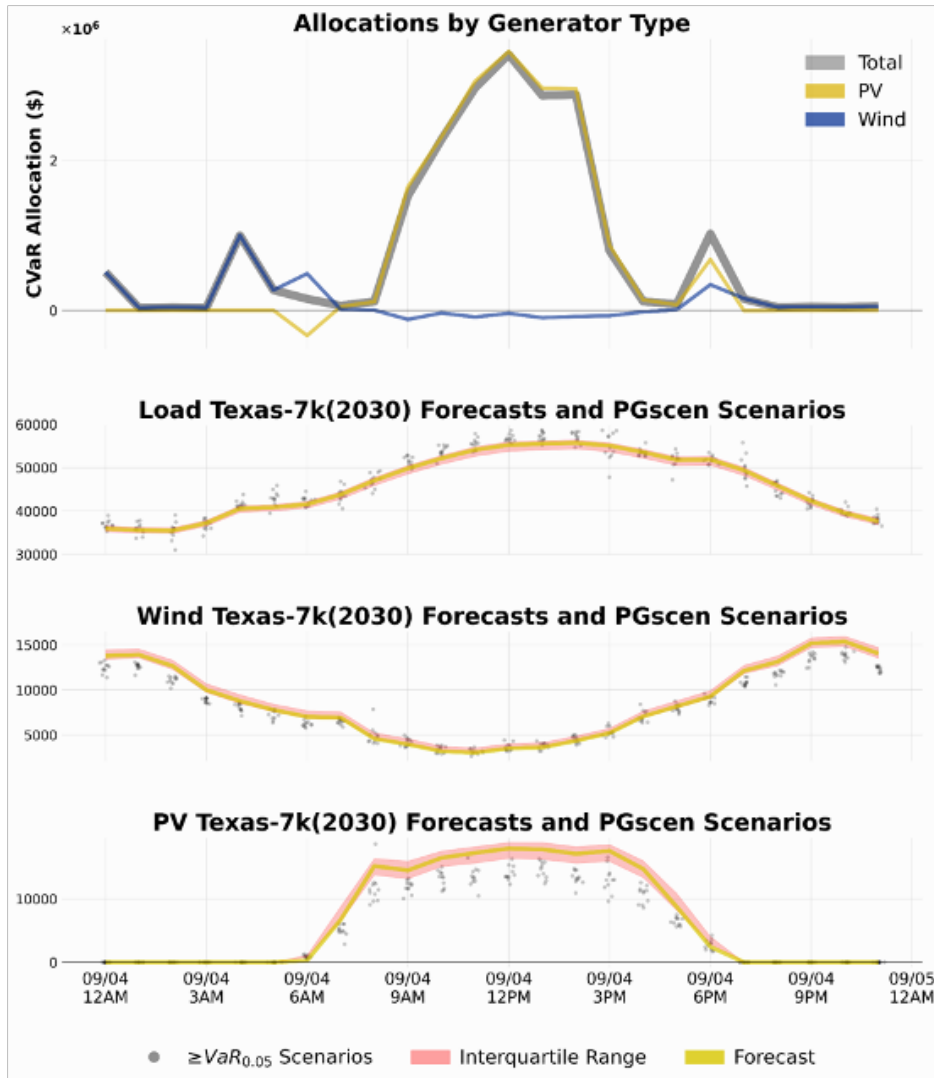 Allocations by Generator Type
×10⁶
CVaR Allocation ($)
2
0
Total
PV
Wind
Load Texas-7k(2030) Forecasts and PGscen Scenarios
60000
50000
40000
30000
Wind Texas-7k(2030) Forecasts and PGscen Scenarios
15000
10000
5000
PV Texas-7k(2030) Forecasts and PGscen Scenarios
10000
0
09/04 09/04 09/04 09/04 09/04 09/04 09/04 09/04 09/05
12AM 3AM 6AM 9AM 12PM 3PM 6PM 9PM 12AM
≥VaR₀.₀₅ Scenarios Interquartile Range Forecast